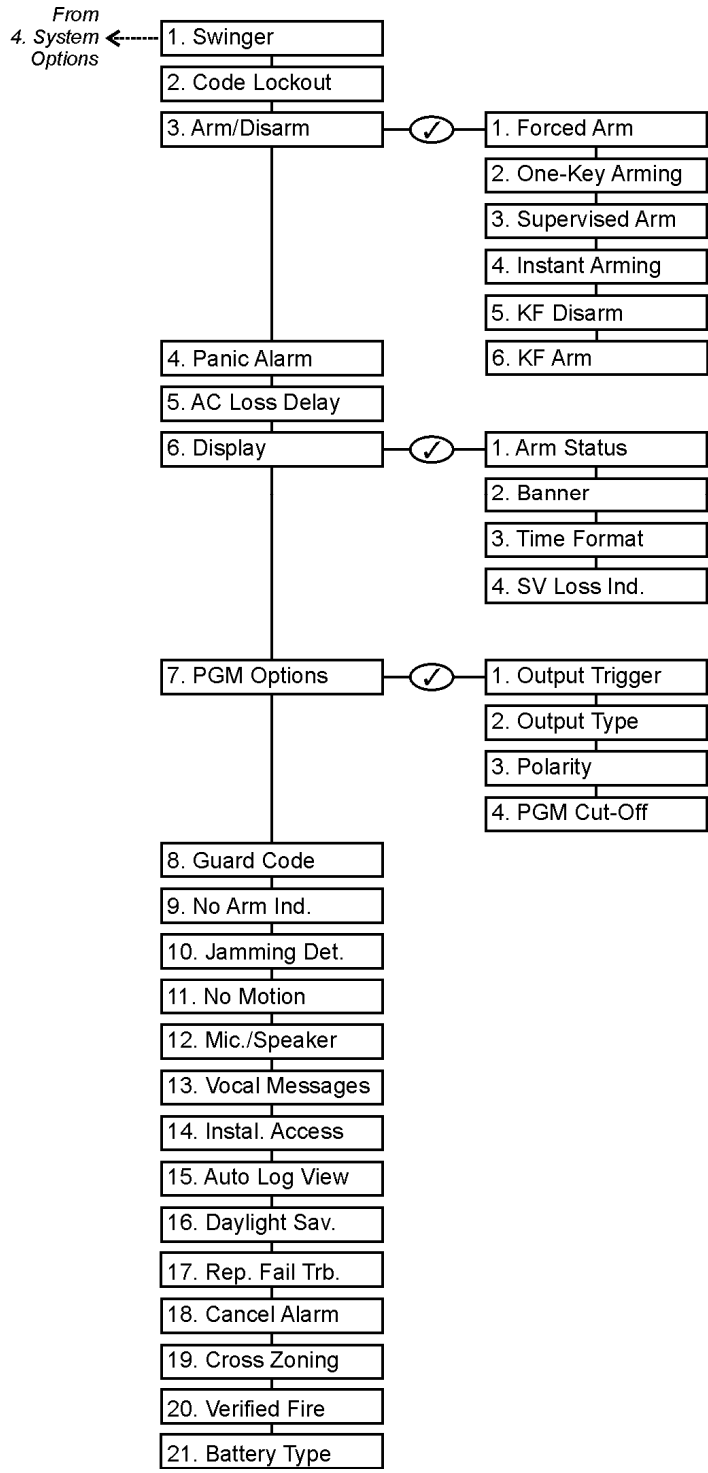 From
4. System
Options
1. Swinger
2. Code Lockout
3. Arm/Disarm
1. Forced Arm
2. One-Key Arming
3. Supervised Arm
4. Instant Arming
5. KF Disarm
6. KF Arm
4. Panic Alarm
5. AC Loss Delay
6. Display
1. Arm Status
2. Banner
3. Time Format
4. SV Loss Ind.
7. PGM Options
1. Output Trigger
2. Output Type
3. Polarity
4. PGM Cut-Off
8. Guard Code
9. No Arm Ind.
10. Jamming Det.
11. No Motion
12. Mic./Speaker
13. Vocal Messages
14. Instal. Access
15. Auto Log View
16. Daylight Sav.
17. Rep. Fail Trb.
18. Cancel Alarm
19. Cross Zoning
20. Verified Fire
21. Battery Type